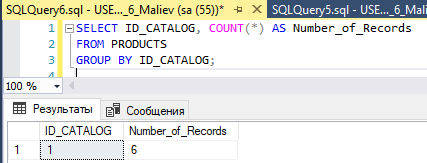 SQLQuery6.sql - USE..._6_Maliev (sa (55))* SQLQuery5.sql - USE..._6_Mal
1 SELECT ID_CATALOG, COUNT(*) AS Number_of_Records
2 FROM PRODUCTS
3 GROUP BY ID_CATALOG;
4
100 %
Результаты Сообщения
ID_CATALOG Number_of_Records
1 1 6